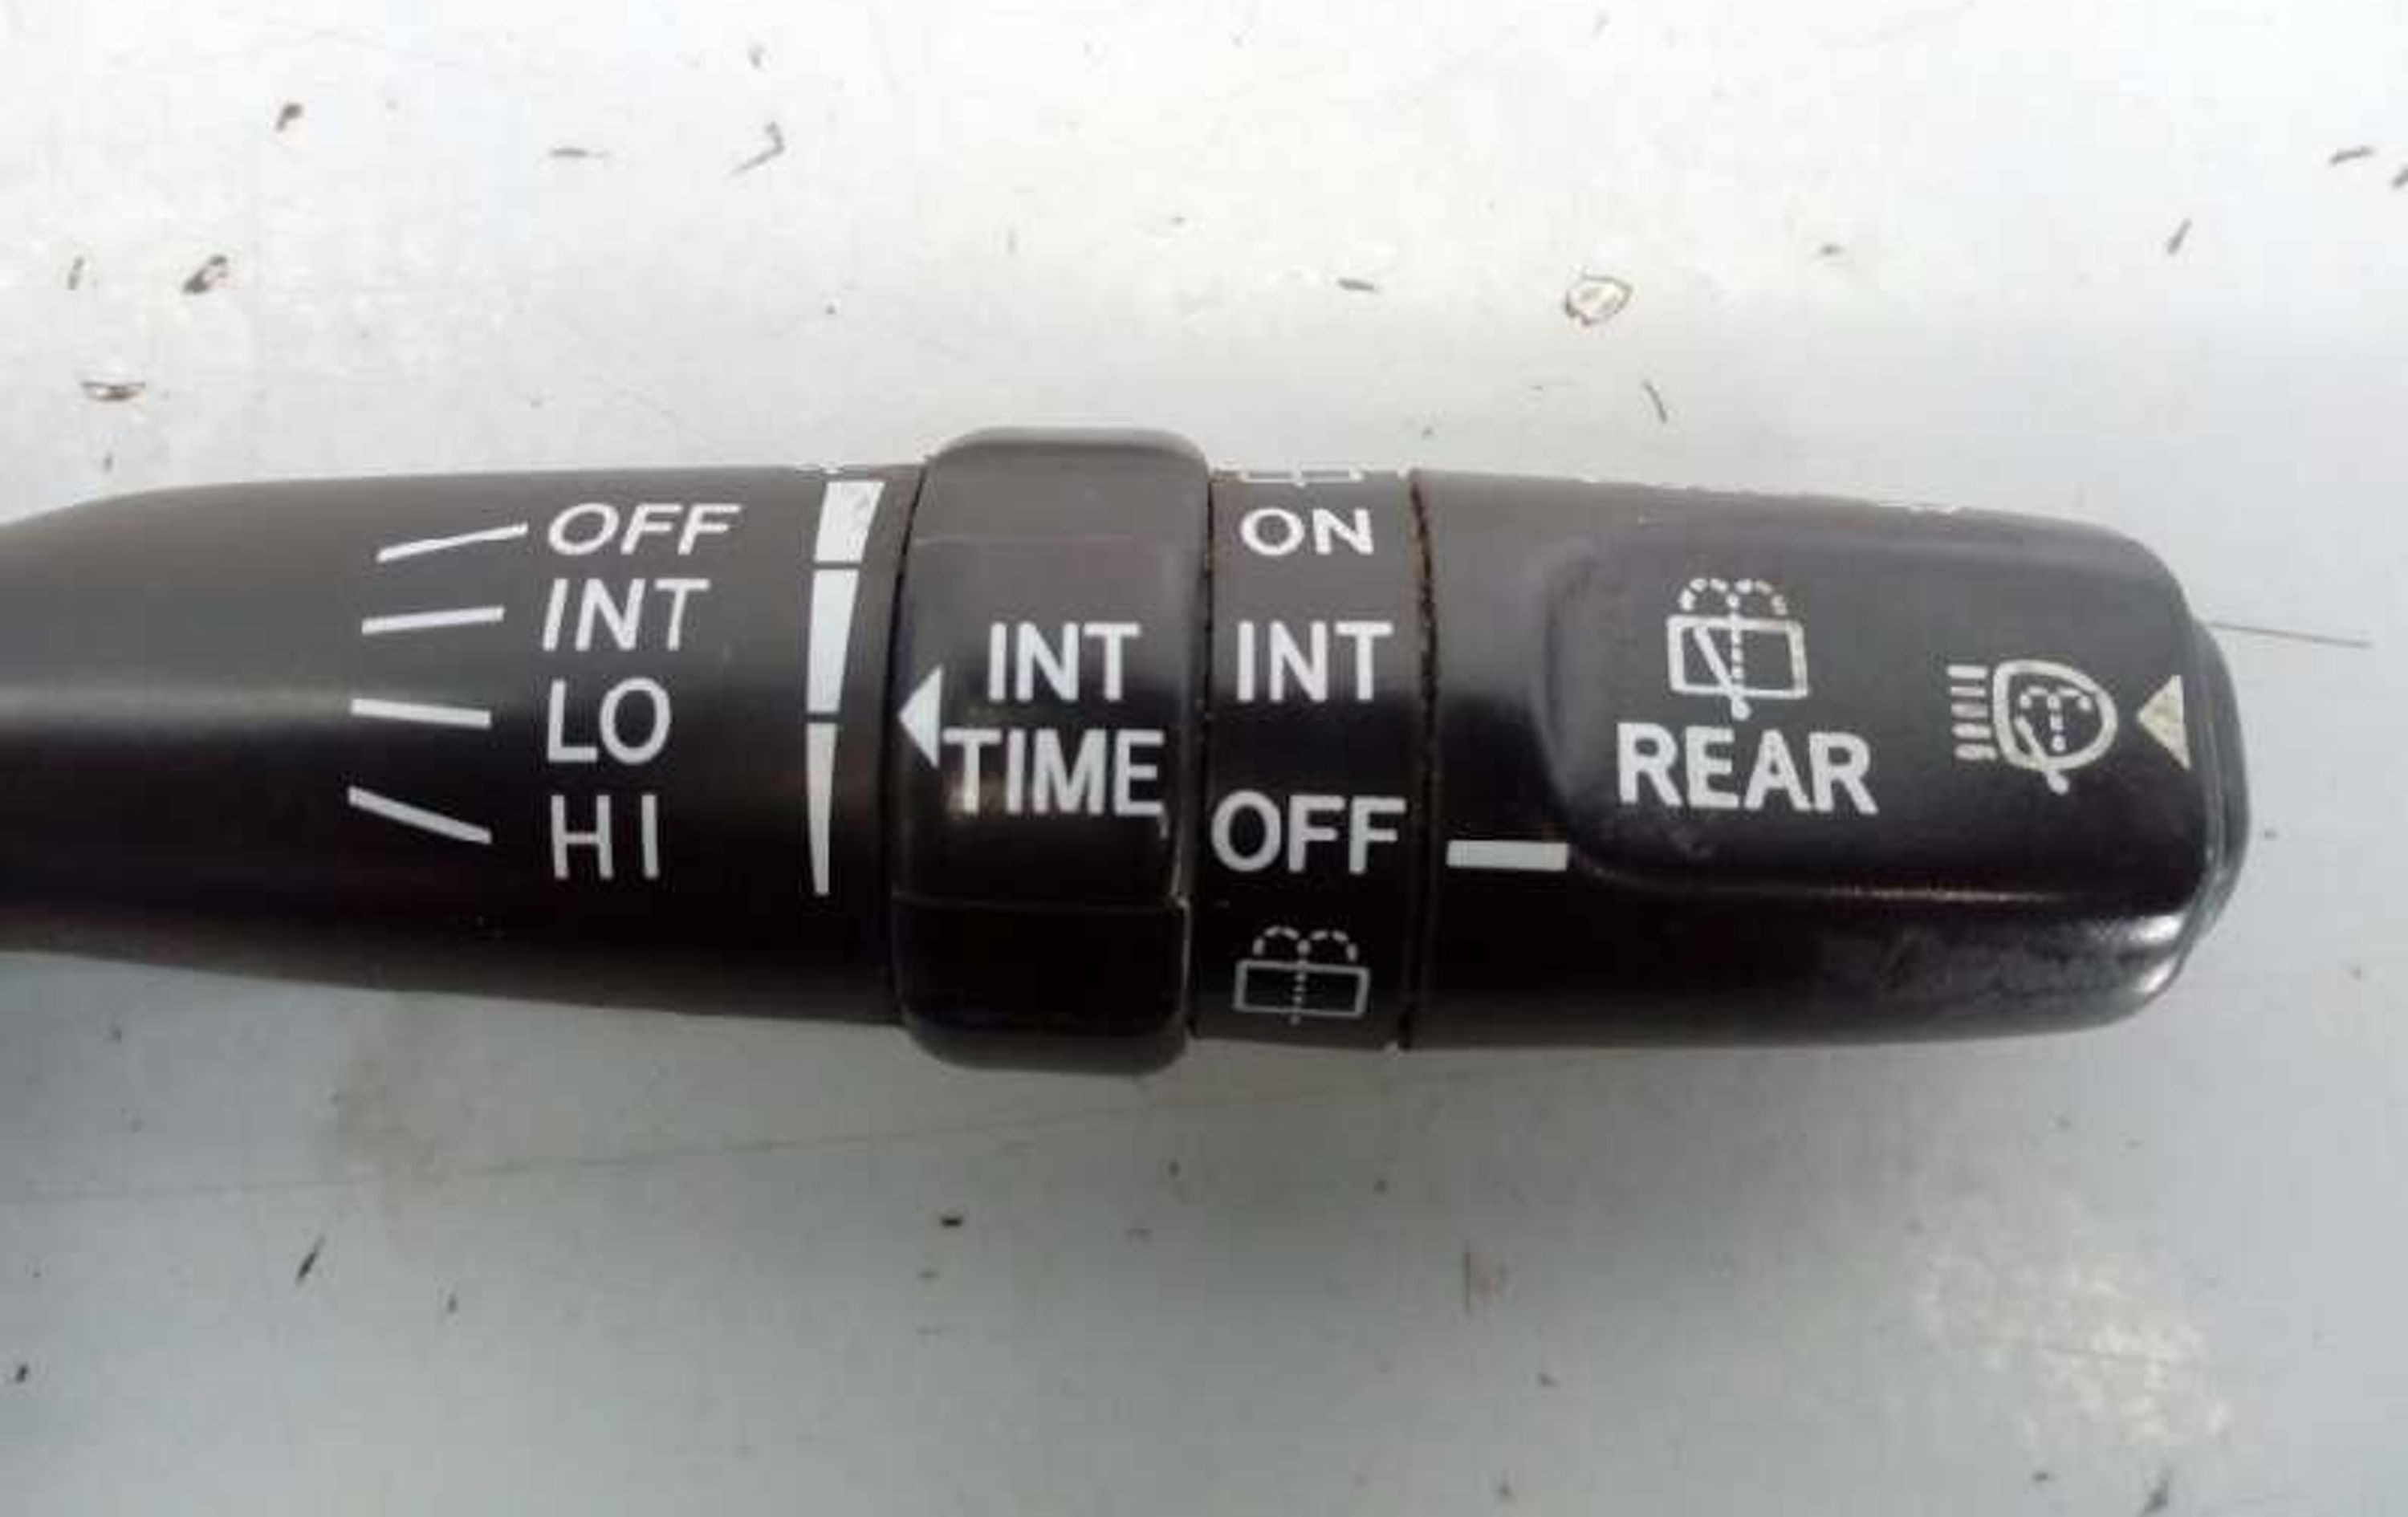 OFF
INT
LO
HI
INT
TIME
ON
INT
OFF
REAR